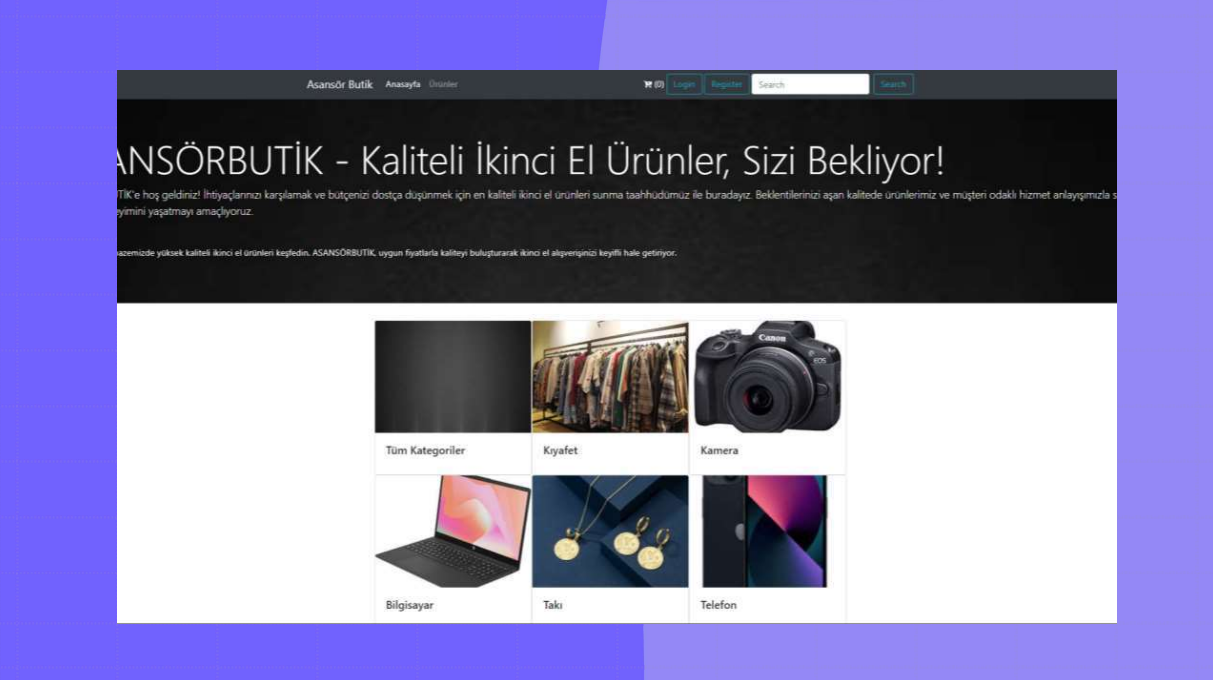 Asansör Butik Anasayfa Ürünler (0) Login Register Search Search
ANSÖRBUTİK - Kaliteli İkinci El Ürünler, Sizi Bekliyor!
UTİK'e hoş geldiniz! İhtiyaçlarınızı karşılamak ve bütçenizi dostça düşünmek için en kaliteli ikinci el ürünleri sunma taahhüdümüz ile buradayız. Beklentilerinizi aşan kalitede ürünlerimiz ve müşteri odaklı hizmet anlayışımızla s
eyimini yaşatmayı amaçlıyoruz.
azemizde yüksek kaliteli ikinci el ürünleri keşfedin. ASANSÖRBUTİK, uygun fiyatlarla kaliteyi buluşturarak ikinci el alışverişinizi keyifli hale getiriyor.
Canon
EOS
Tüm Kategoriler Kıyafet Kamera
Bilgisayar Takı Telefon